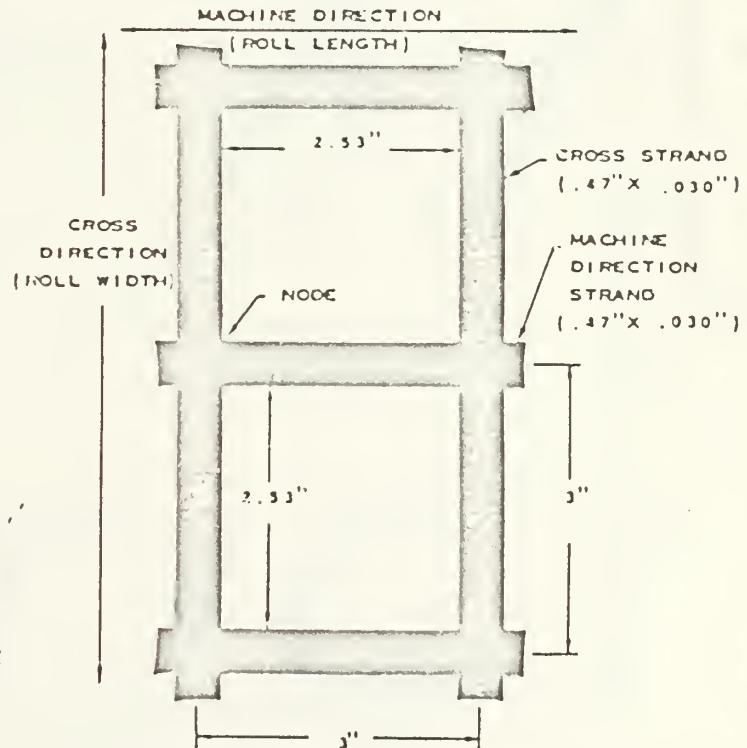 MACHINE DIRECTION
(ROLL LENGTH)
2.53"
CROSS STRAND
(.47" X .030")
CROSS
DIRECTION
(ROLL WIDTH)
MACHINE
DIRECTION
STRAND
(.47" X .030")
NODE
2.53"
3"
3"